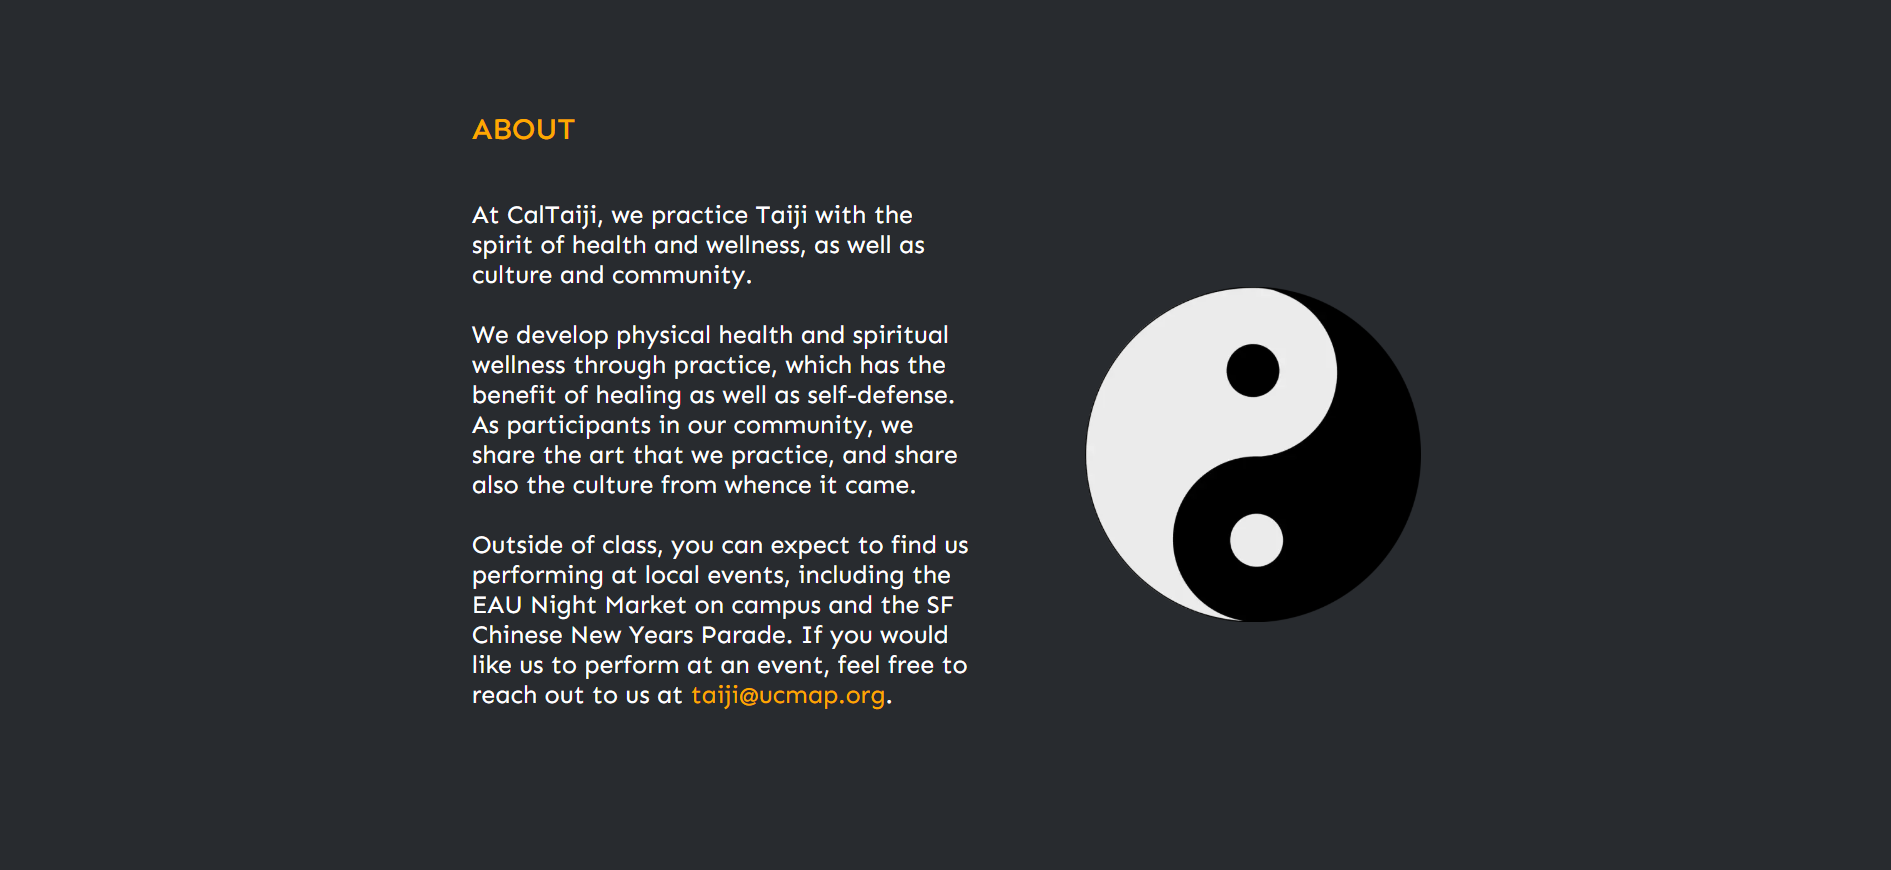 ABOUT
At CalTaiji, we practice Taiji with the
spirit of health and wellness, as well as
culture and community.
We develop physical health and spiritual
wellness through practice, which has the
benefit of healing as well as self-defense.
As participants in our community, we
share the art that we practice, and share
also the culture from whence it came.
Outside of class, you can expect to find us
performing at local events, including the
EAU Night Market on campus and the SF
Chinese New Years Parade. If you would
like us to perform at an event, feel free to
reach out to us at taiji@ucmap.org.